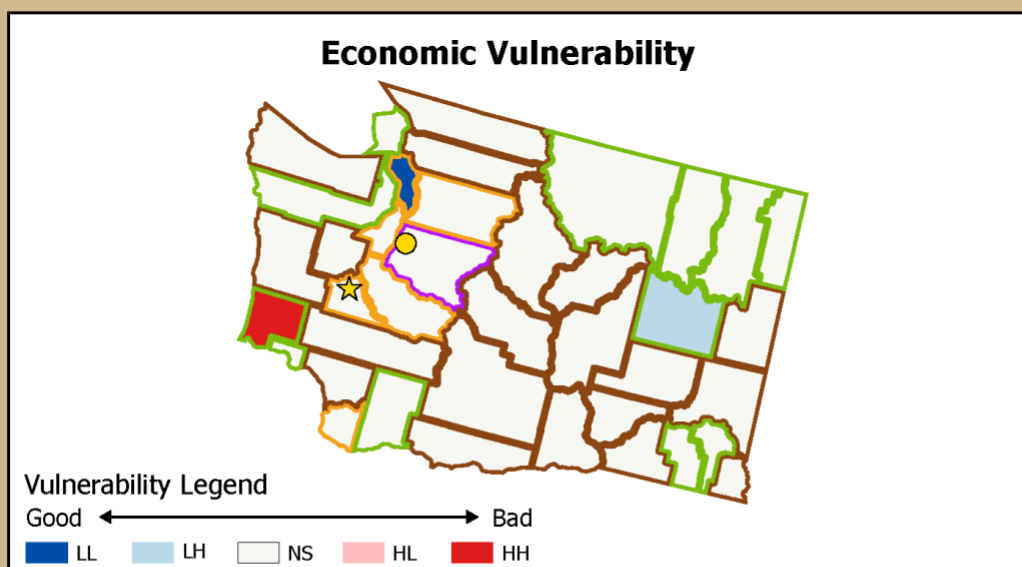 Economic Vulnerability
Vulnerability Legend
Good Bad
LL LH NS HL HH